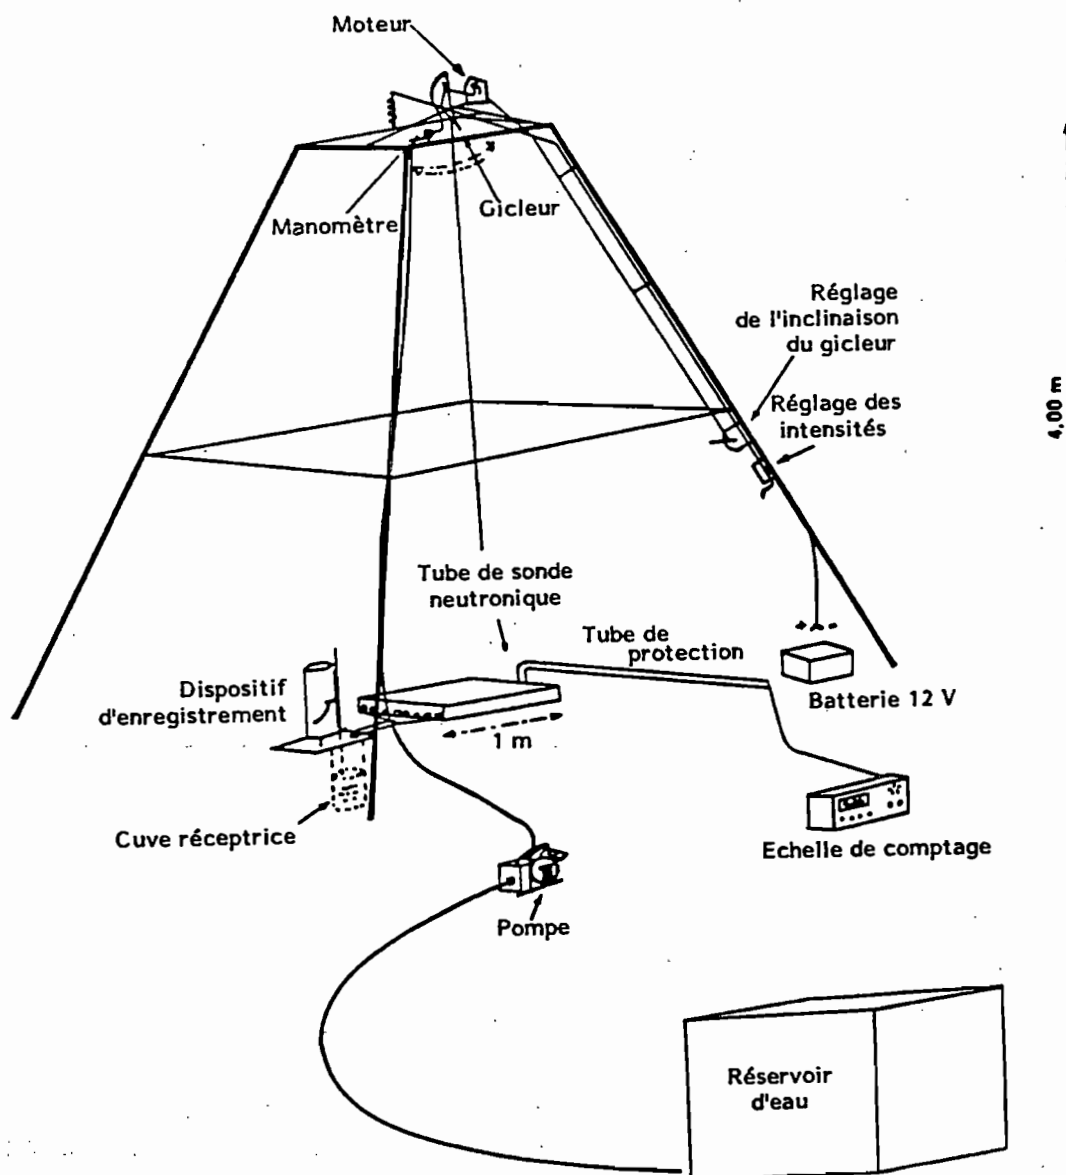 Moteur
Manomètre
Gicleur
Réglage
de l'inclinaison
du gicleur
4,00 m
Réglage des
intensités
Tube de sonde
neutronique
Tube de
protection
+ -
Batterie 12 V
Dispositif
d'enregistrement
1 m
Cuve réceptrice
Echelle de comptage
Pompe
Réservoir
d'eau